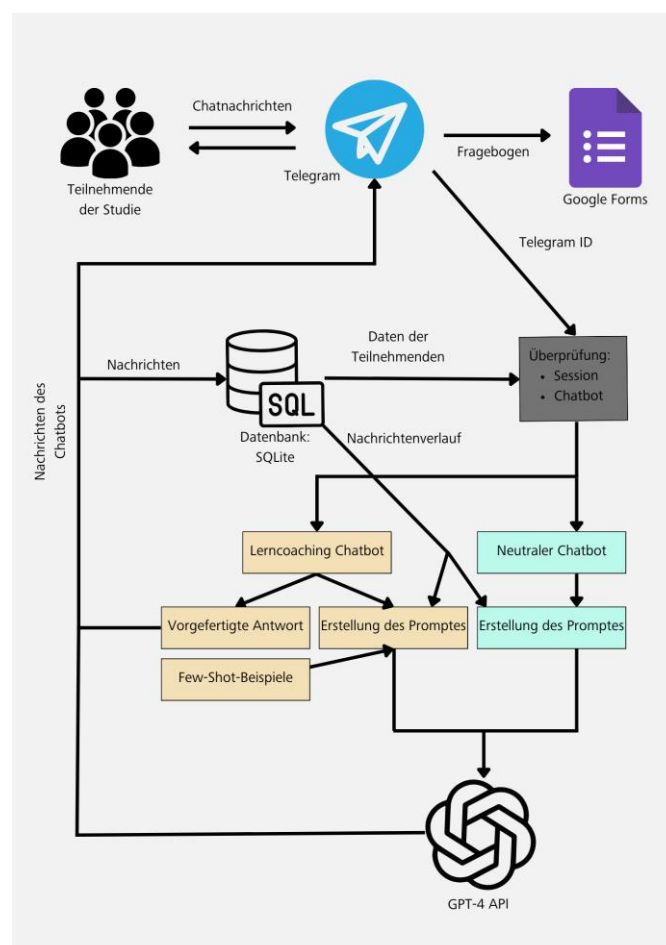 Chatnachrichten
Teilnehmende
der Studie
Telegram
Fragebogen
Google Forms
Telegram ID
Nachrichten des
Chatbots
Nachrichten
SQL
Datenbank:
SQLite
Daten der
Teilnehmenden
Nachrichtenverlauf
Überprüfung:
• Session
• Chatbot
Lerncoaching Chatbot
Neutraler Chatbot
Vorgefertigte Antwort
Erstellung des Promptes
Erstellung des Promptes
Few-Shot-Beispiele
GPT-4 API